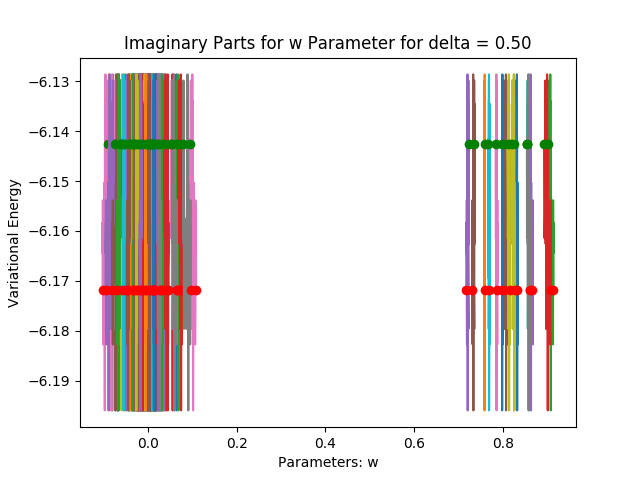 Imaginary Parts for w Parameter for delta = 0.50
−6.13
−6.14
−6.15
−6.16
−6.17
−6.18
−6.19
Variational Energy
0.0 0.2 0.4 0.6 0.8
Parameters: w